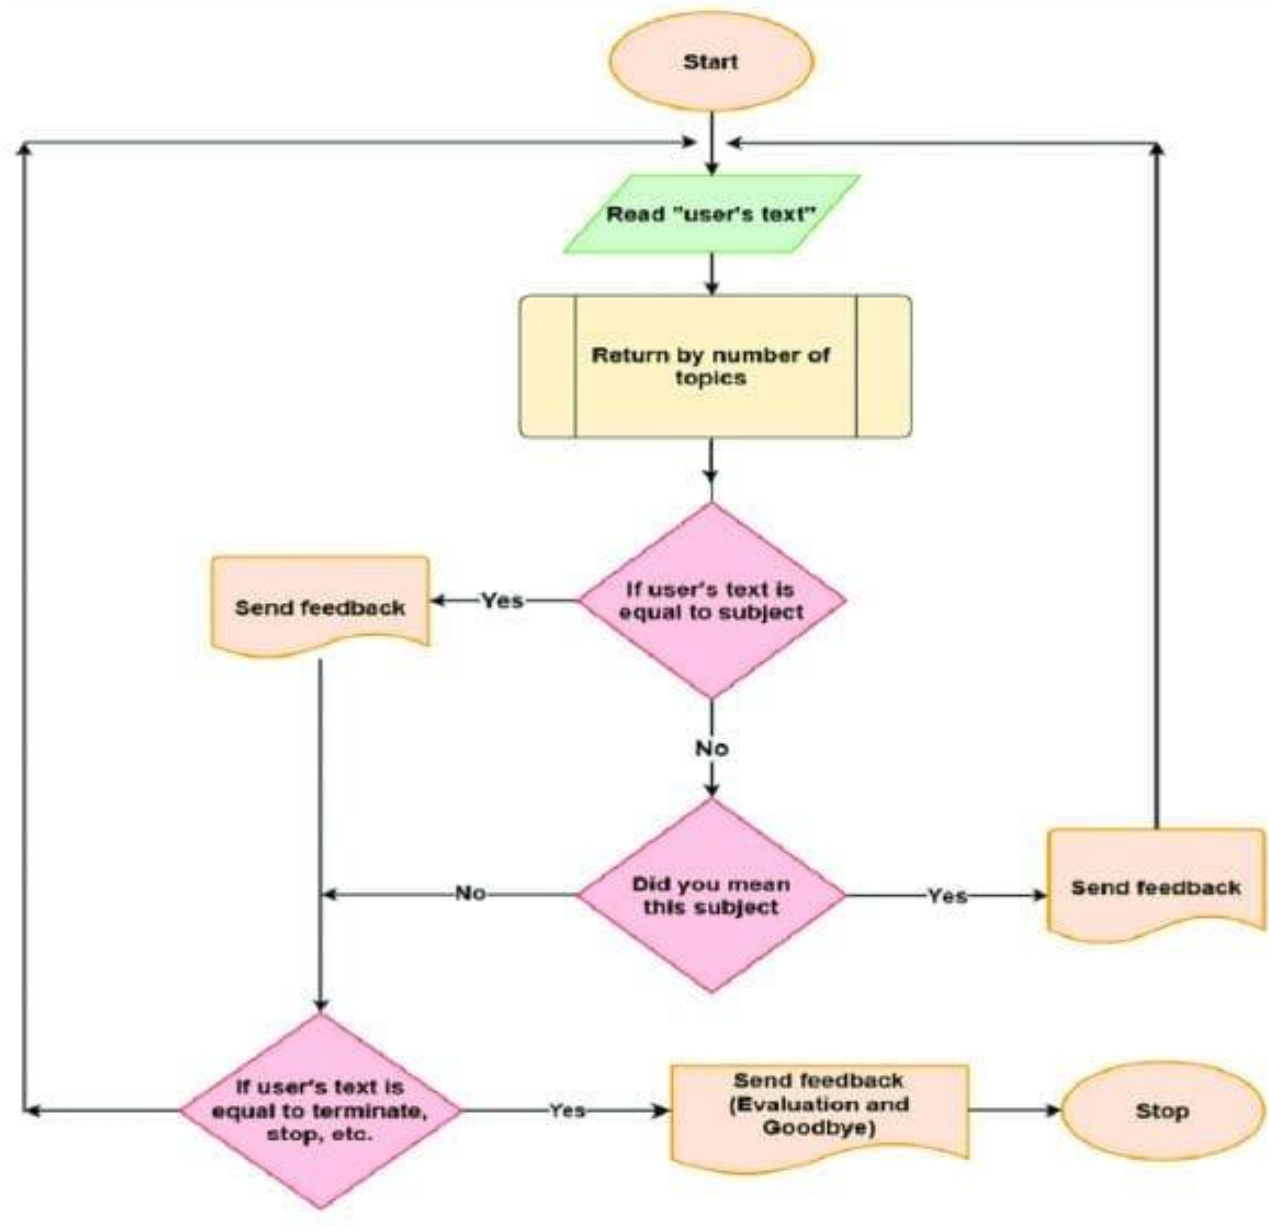 Start
Read "user's text"
Return by number of
topics
If user's text is
equal to subject
Yes
Send feedback
No
Did you mean
this subject
No
Yes
Send feedback
If user's text is
equal to terminate,
stop, etc.
Yes
Send feedback
(Evaluation and
Goodbye)
Stop